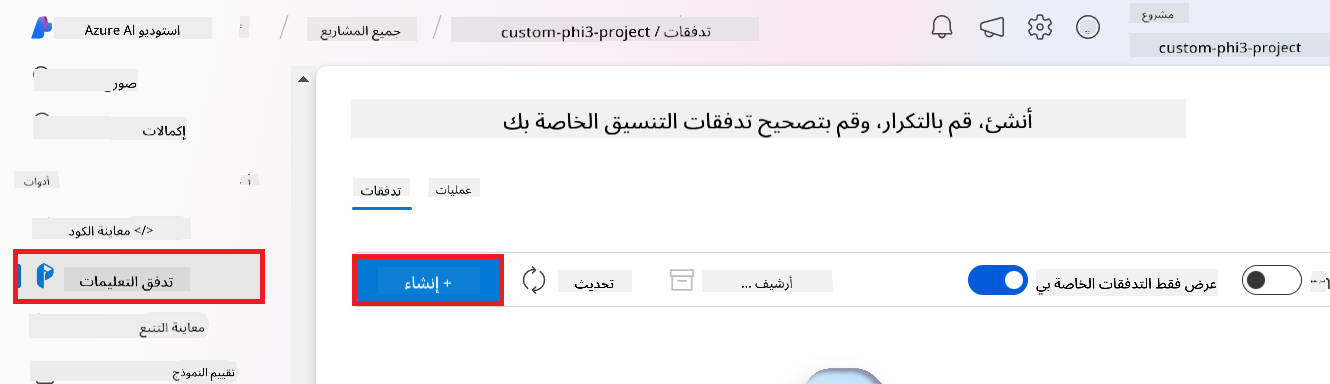 استوديو Azure AI
جميع المشاريع
custom-phi3-project / تدفقات
مشروع
custom-phi3-project
صور
إكمالات
أدوات
معاينة الكود </>
تدفق التعليمات
معاينة التتبع
تقييم النموذج
أنشئ، قم بالتكرار، وقم بتصحيح تدفقات التنسيق الخاصة بك
تدفقات
عمليات
+ إنشاء
تحديث
أرشيف ...
عرض فقط التدفقات الخاصة بي